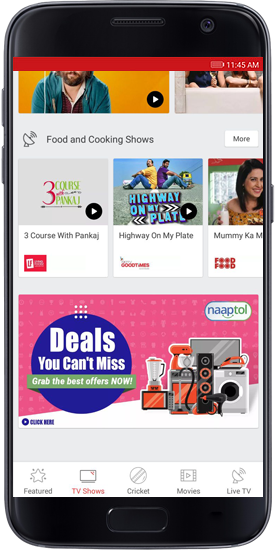 11:45 AM
Food and Cooking Shows
More
3 COURSE
WITH
PANKAJ
HIGHWAY
ON MY
PLATE
3 Course With Pankaj
Highway On My Plate
Mummy Ka M
GOODTIMES
FOOD
FOOD
naaptol
Deals
You Can't Miss
Grab the best offers NOW!
CLICK HERE
Featured
TV Shows
Cricket
Movies
Live TV